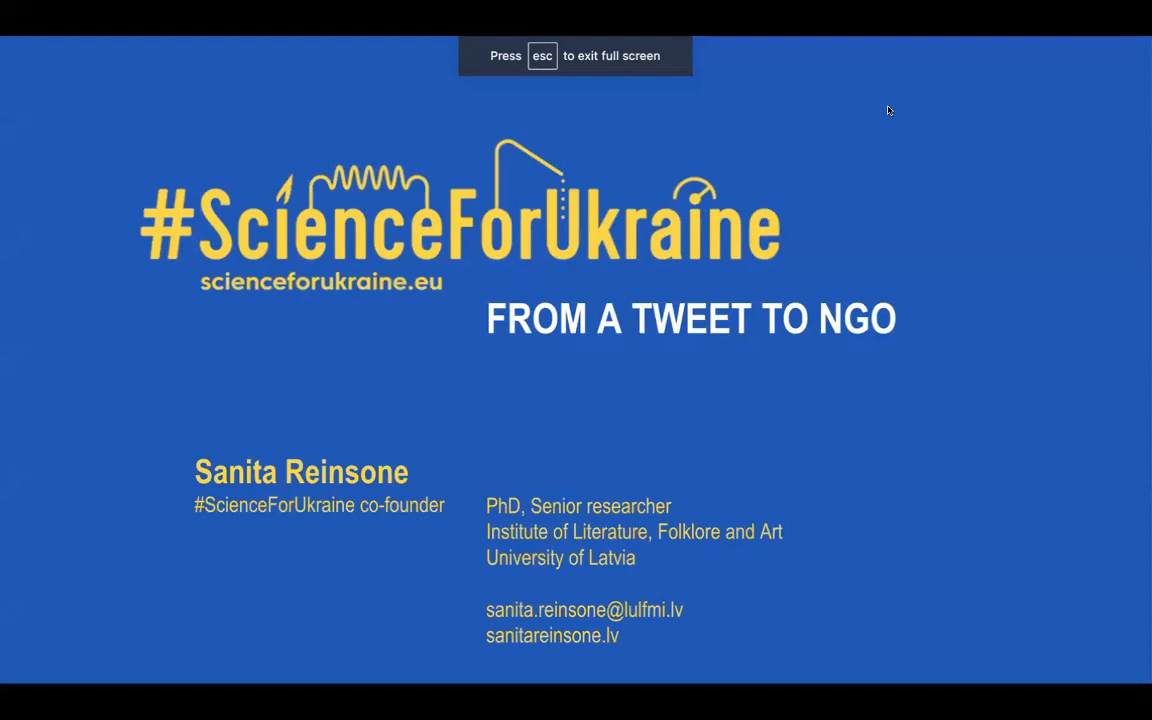 Press esc to exit full screen
#ScienceForUkraine
scienceforukraine.eu
FROM A TWEET TO NGO
Sanita Reinsone
#ScienceForUkraine co-founder
PhD, Senior researcher
Institute of Literature, Folklore and Art
University of Latvia
sanita.reinsone@lulfmi.lv
sanitareinsone.lv